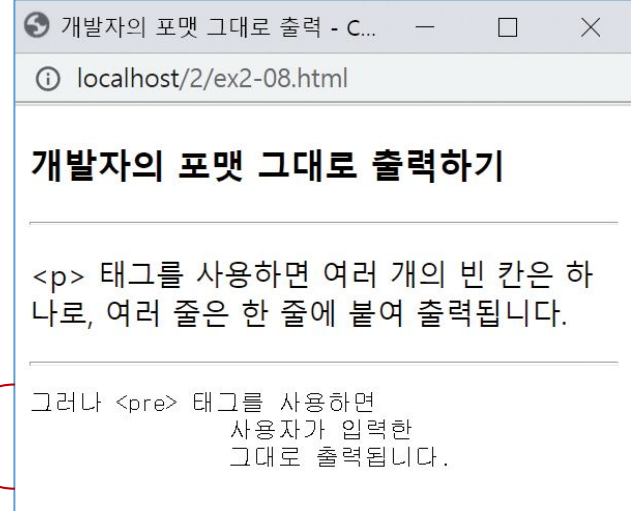 개발자의 포맷 그대로 출력 - C...
localhost/2/ex2-08.html
개발자의 포맷 그대로 출력하기
<p> 태그를 사용하면 여러 개의 빈 칸은 하
나로, 여러 줄은 한 줄에 붙여 출력됩니다.
그러나 <pre> 태그를 사용하면
사용자가 입력한
그대로 출력됩니다.